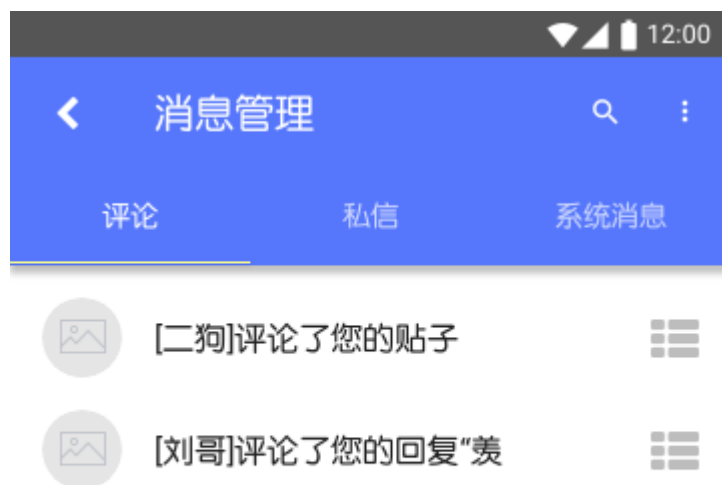 12:00
消息管理
评论 私信 系统消息
[二狗]评论了您的贴子
[刘哥]评论了您的回复“羡